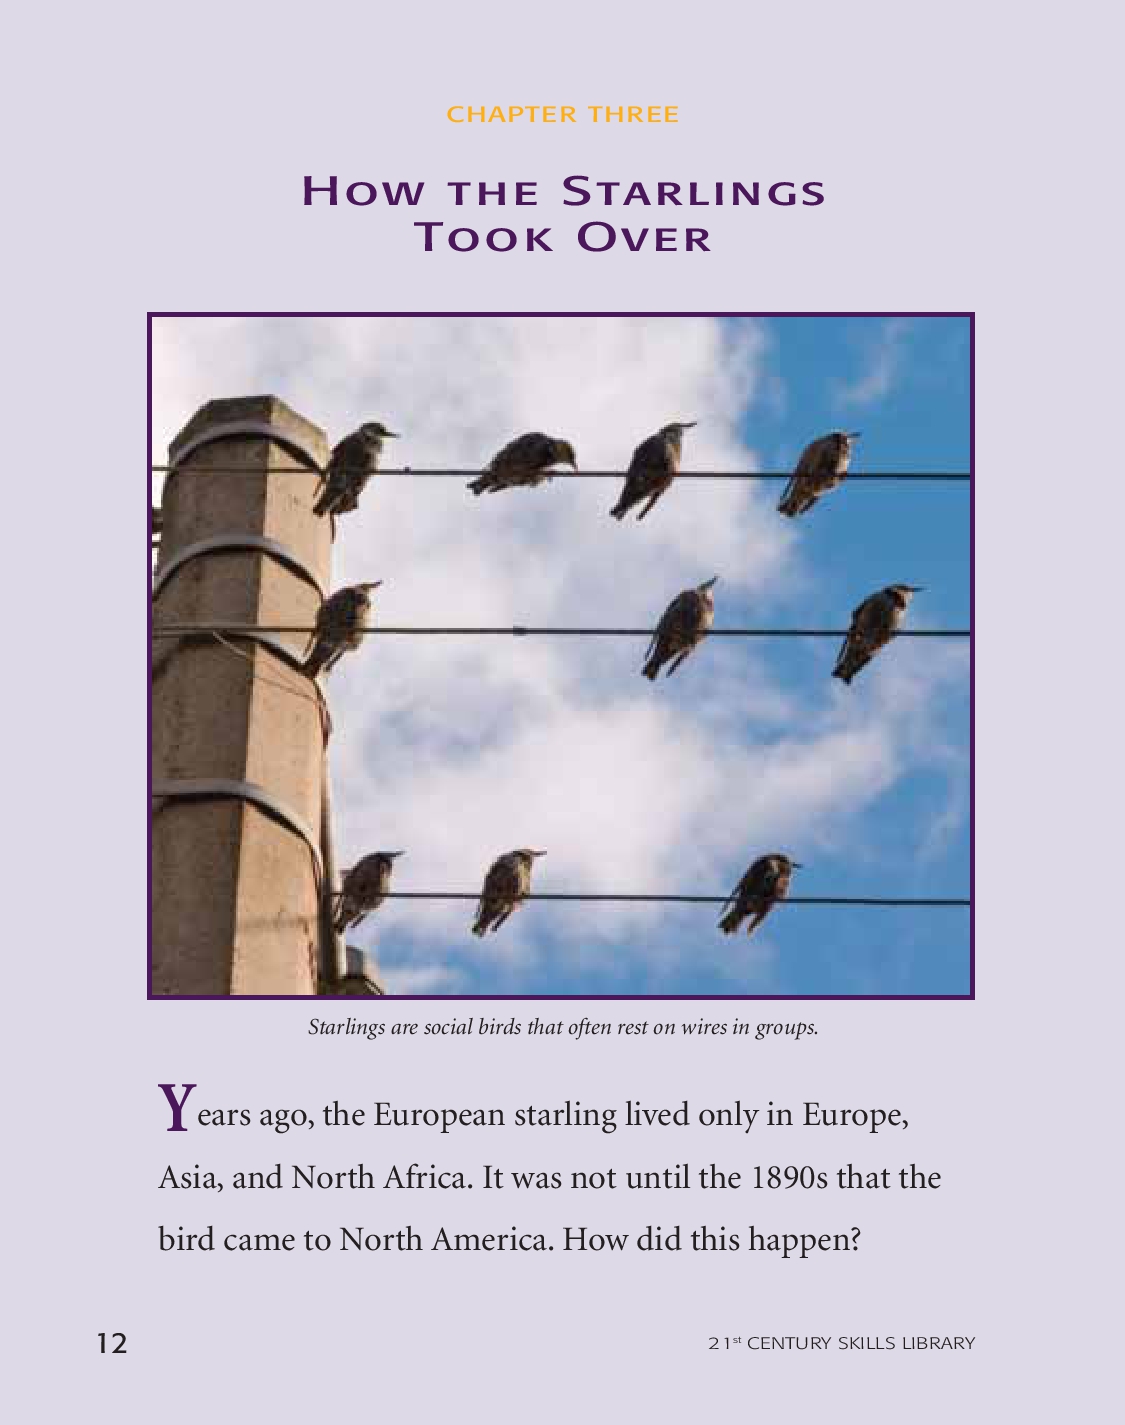 CHAPTER THREE
HOW THE STARLINGS
TOOK OVER
Starlings are social birds that often rest on wires in groups.
Years ago, the European starling lived only in Europe,
Asia, and North Africa. It was not until the 1890s that the
bird came to North America. How did this happen?
12
21st CENTURY SKILLS LIBRARY